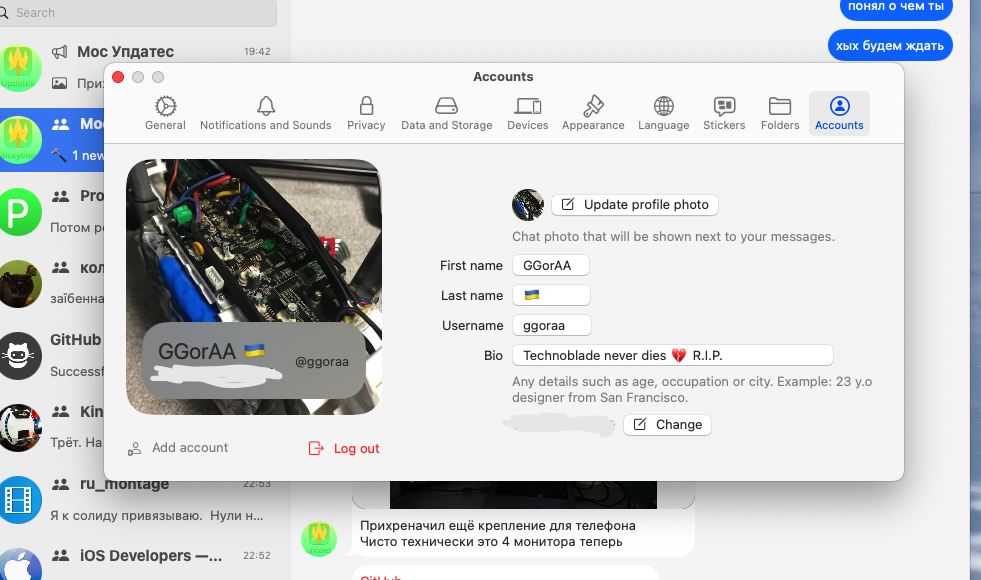 Search
понял о чем ты
хых будем ждать
Мос Упдатес
19:42
При
Updates
Мос
1 new
Pro
Потом р
кол
заїбенна
GitHub
Successf
Kin
Трёт. На
ru_montage
22:53
Я к солиду привязываю. Нули н...
iOS Developers —...
22:52
Accounts
General
Notifications and Sounds
Privacy
Data and Storage
Devices
Appearance
Language
Stickers
Folders
Accounts
GGorAA 🇺🇦
@ggoraa
Add account
Log out
Update profile photo
Chat photo that will be shown next to your messages.
First name
GGorAA
Last name
🇺🇦
Username
ggoraa
Bio
Technoblade never dies 💔 R.I.P.
Any details such as age, occupation or city. Example: 23 y.o
designer from San Francisco.
Change
Прихреначил ещё крепление для телефона
Чисто технически это 4 монитора теперь
Updates
GitHub